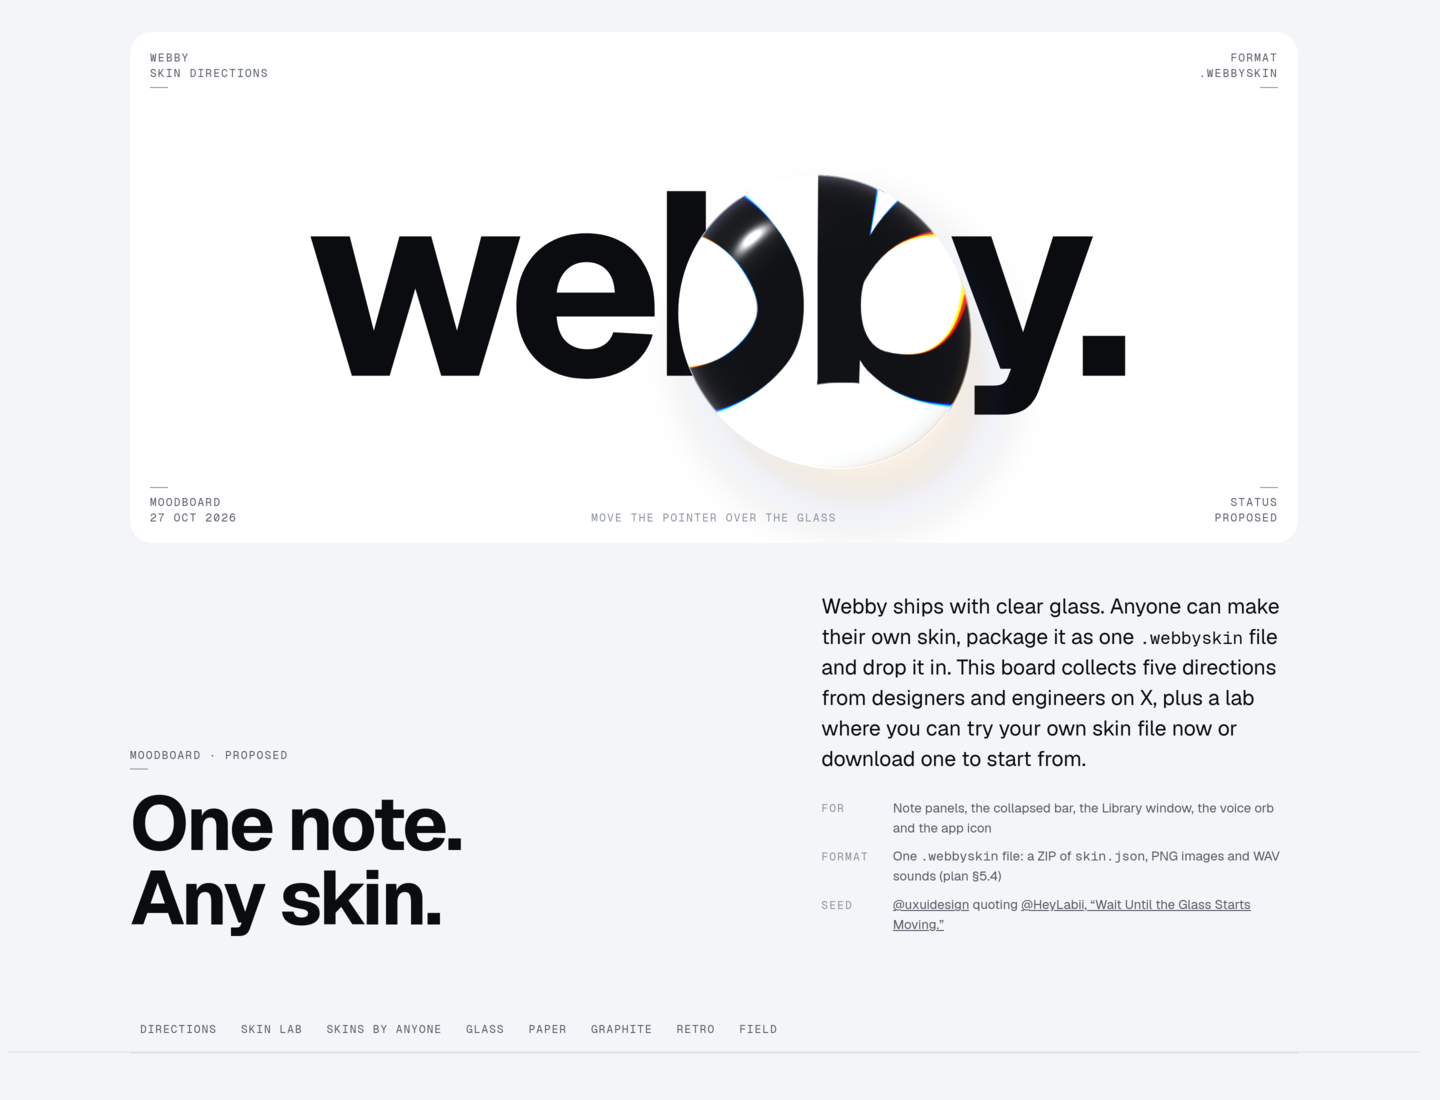 WEBBY
SKIN DIRECTIONS
FORMAT
.WEBBYSKIN
webby.
MOODBOARD
27 OCT 2026
MOVE THE POINTER OVER THE GLASS
STATUS
PROPOSED
Webby ships with clear glass. Anyone can make
their own skin, package it as one .webbyskin file
and drop it in. This board collects five directions
from designers and engineers on X, plus a lab
where you can try your own skin file now or
download one to start from.
MOODBOARD · PROPOSED
One note.
Any skin.
FOR
Note panels, the collapsed bar, the Library window, the voice orb
and the app icon
FORMAT
One .webbyskin file: a ZIP of skin.json, PNG images and WAV
sounds (plan §5.4)
SEED
@uxuidesign quoting @HeyLabii, “Wait Until the Glass Starts
Moving.”
DIRECTIONS SKIN LAB SKINS BY ANYONE GLASS PAPER GRAPHITE RETRO FIELD